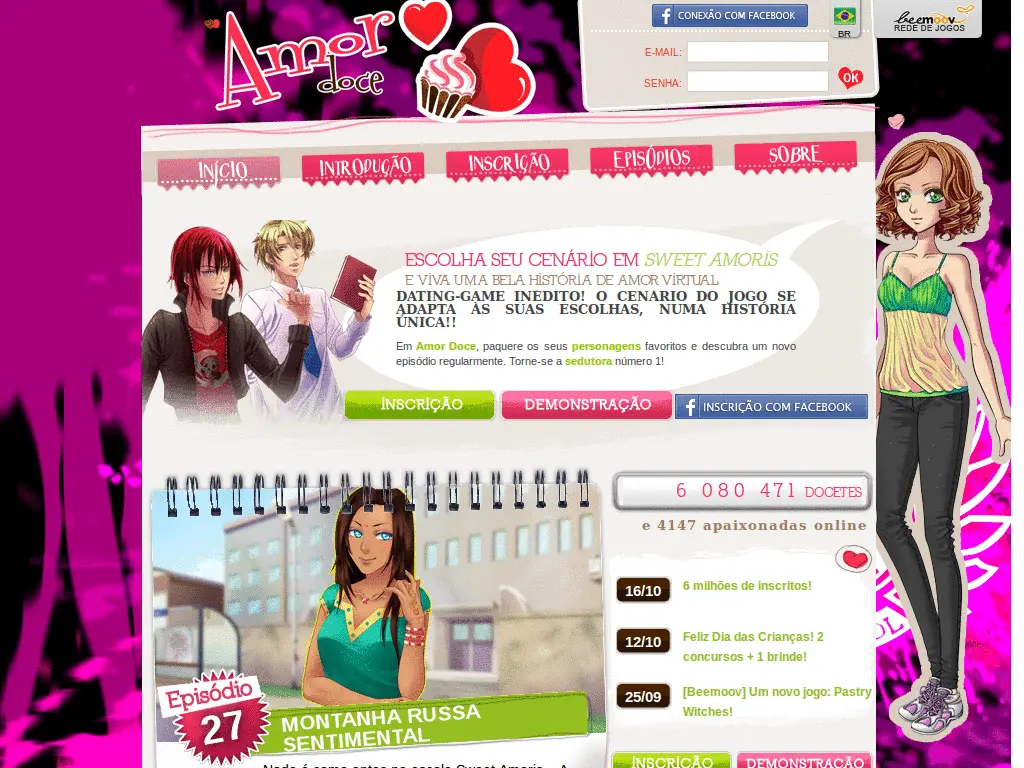 Amor
doce
CONEXÃO COM FACEBOOK
BR
beemoov
REDE DE JOGOS
E-MAIL:
SENHA:
OK
INÍCIO
INTRODUÇÃO
INSCRIÇÃO
EPISÓDIOS
SOBRE
ESCOLHA SEU CENÁRIO EM SWEET AMORIS
E VIVA UMA BELA HISTÓRIA DE AMOR VIRTUAL
DATING-GAME INEDITO! O CENARIO DO JOGO SE
ADAPTA ÀS SUAS ESCOLHAS, NUMA HISTÓRIA
ÚNICA!!
Em Amor Doce, paquere os seus personagens favoritos e descubra um novo
episódio regularmente. Torne-se a sedutora número 1!
INSCRIÇÃO
DEMONSTRAÇÃO
INSCRIÇÃO COM FACEBOOK
6 080 471 DOCETES
e 4147 apaixonadas online
16/10
6 milhões de inscritos!
12/10
Feliz Dia das Crianças! 2
concursos + 1 brinde!
25/09
[Beemoov] Um novo jogo: Pastry
Witches!
Episódio
27
MONTANHA RUSSA
SENTIMENTAL
Nada é como antes na escola Sweet Amoris... A
INSCRIÇÃO
DEMONSTRAÇÃO